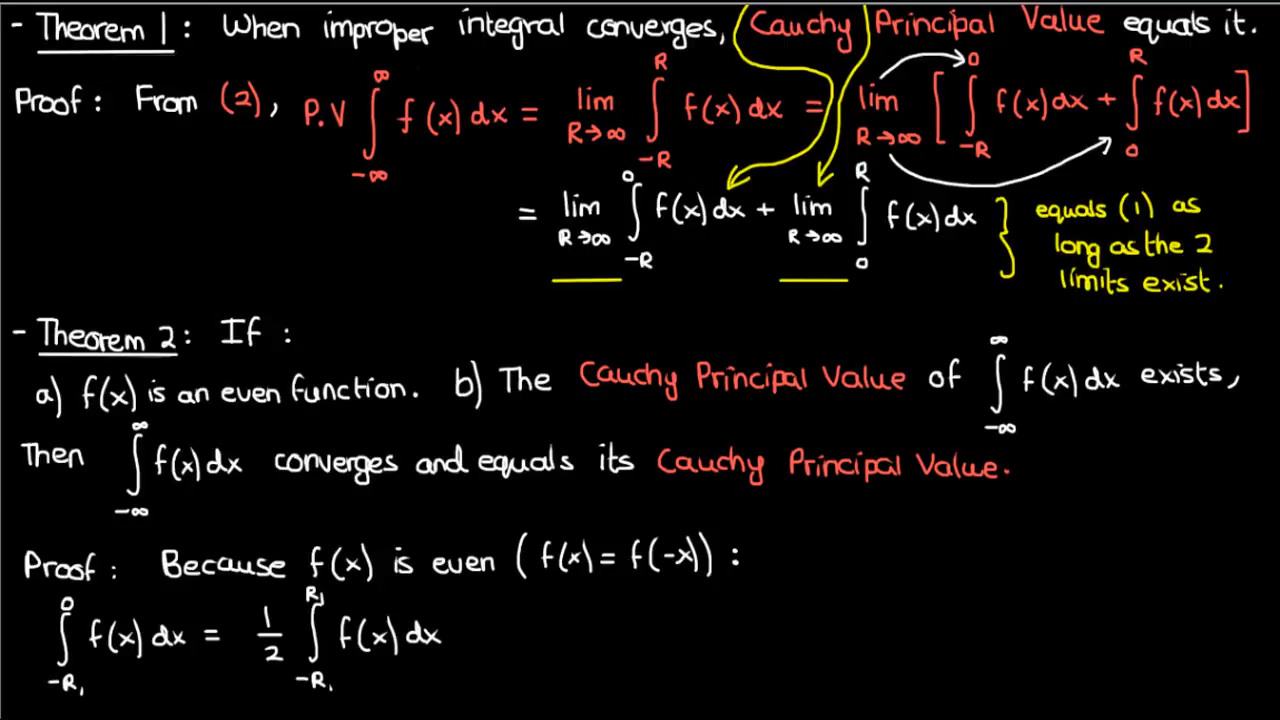 - Theorem 1: When improper integral converges, Cauchy Principal Value equals it.
Proof: From (2), P.V ∫_{-∞}^{∞} f(x) dx = lim_{R→∞} ∫_{-R}^{R} f(x) dx = lim_{R→∞} [ ∫_{-R}^{0} f(x) dx + ∫_{0}^{R} f(x) dx ]
= lim_{R→∞} ∫_{-R}^{0} f(x) dx + lim_{R→∞} ∫_{0}^{R} f(x) dx } equals (1) as
long as the 2
limits exist.
- Theorem 2: If :
a) f(x) is an even function. b) The Cauchy Principal Value of ∫_{-∞}^{∞} f(x) dx exists,
Then ∫_{-∞}^{∞} f(x) dx converges and equals its Cauchy Principal Value.
Proof: Because f(x) is even (f(x) = f(-x)) :
∫_{-R₁}^{0} f(x) dx = 1/2 ∫_{-R₁}^{R₁} f(x) dx